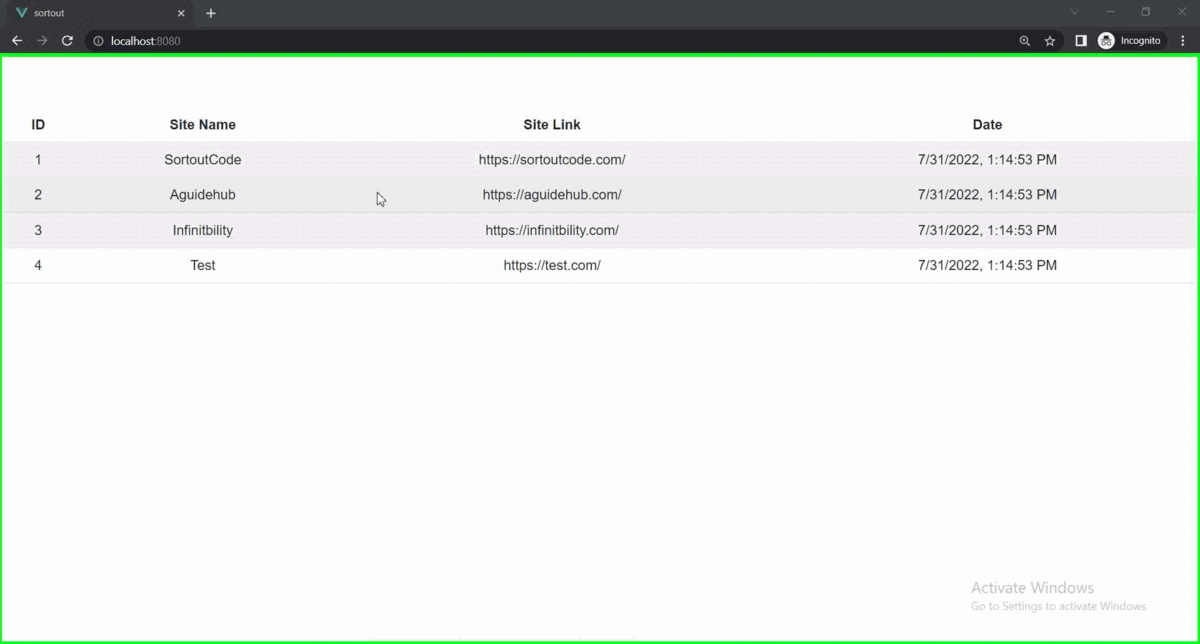 sortout
localhost:8080
Incognito
ID Site Name Site Link Date
1 SortoutCode https://sortoutcode.com/ 7/31/2022, 1:14:53 PM
2 Aguidehub https://aguidehub.com/ 7/31/2022, 1:14:53 PM
3 Infinitbility https://infinitbility.com/ 7/31/2022, 1:14:53 PM
4 Test https://test.com/ 7/31/2022, 1:14:53 PM
Activate Windows
Go to Settings to activate Windows.